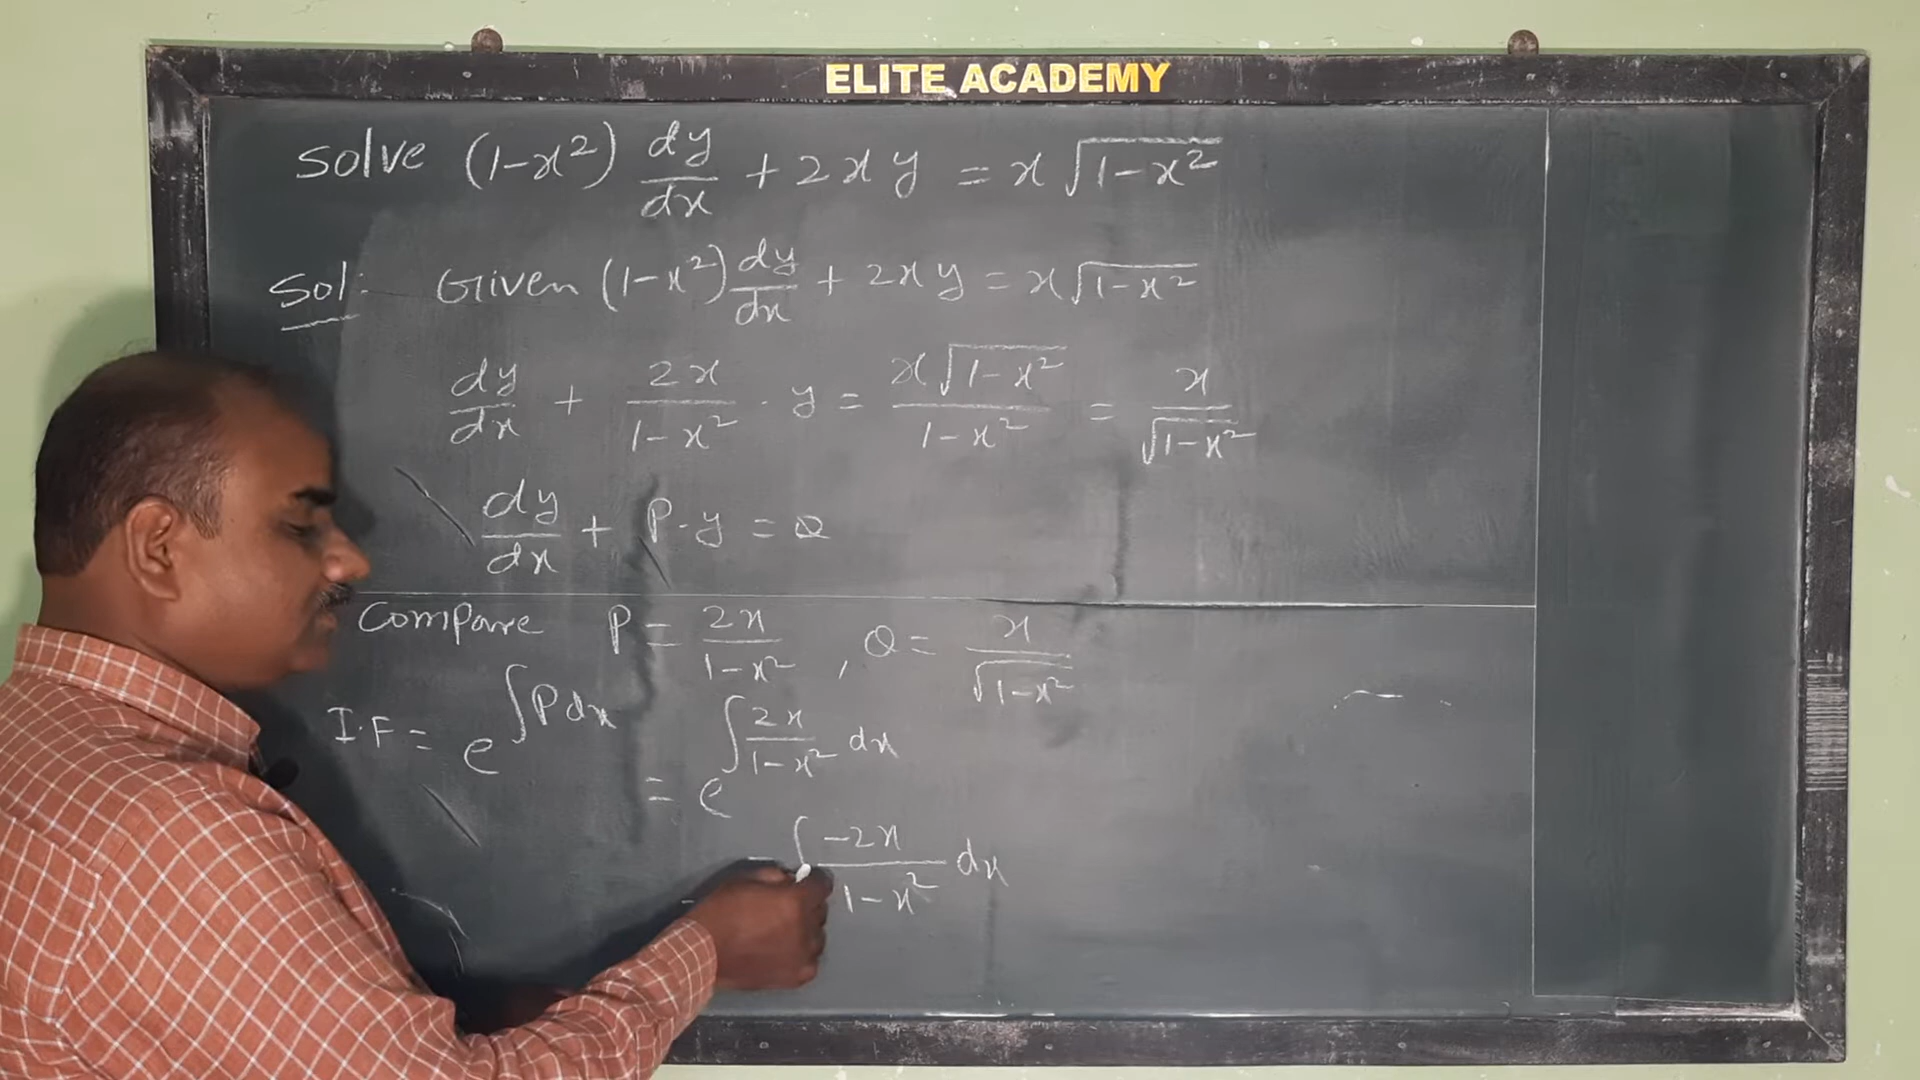 ELITE ACADEMY
Solve (1-x²) dy/dx + 2xy = x√(1-x²)
Sol: Given (1-x²) dy/dx + 2xy = x√(1-x²)
dy/dx + 2x/(1-x²) · y = x√(1-x²)/(1-x²) = x/√(1-x²)
dy/dx + P·y = Q
Compare P = 2x/(1-x²) , Q = x/√(1-x²)
I.F = e^(∫Pdx)
= e^(∫ 2x/(1-x²) dx)
- ∫ -2x/(1-x²) dx